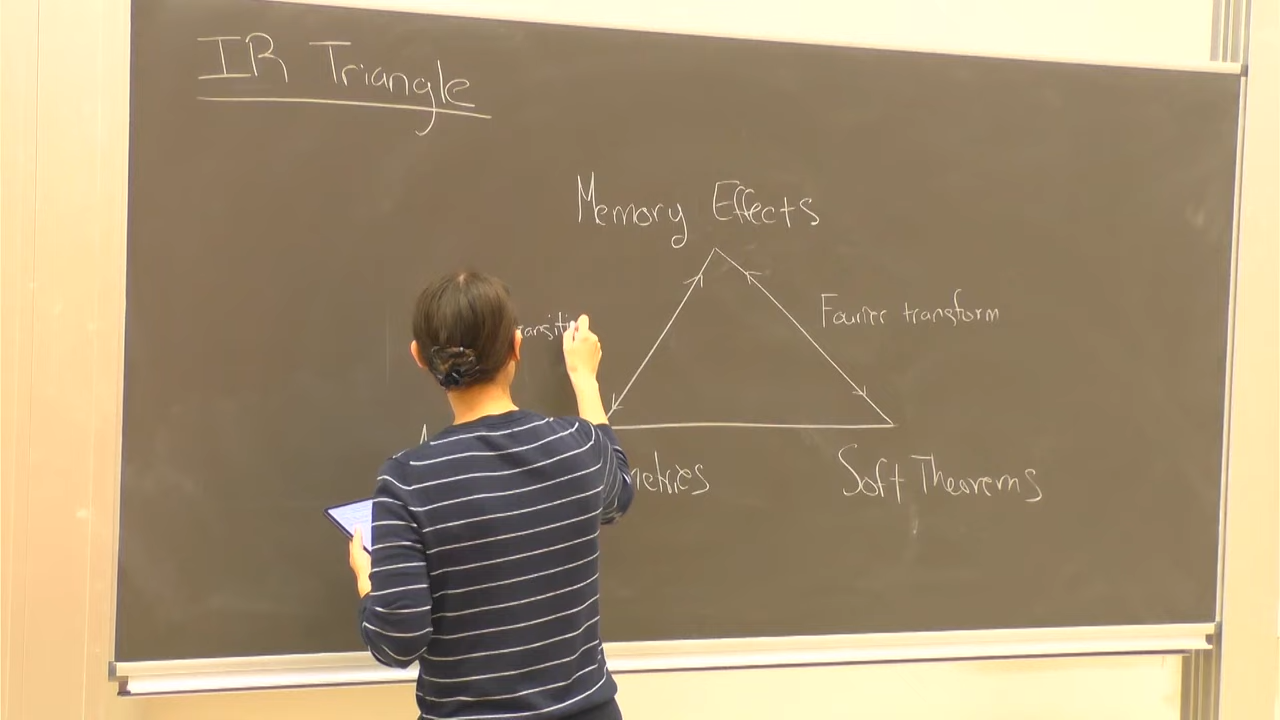 IR Triangle
Memory Effects
Fourier transform
Soft Theorems